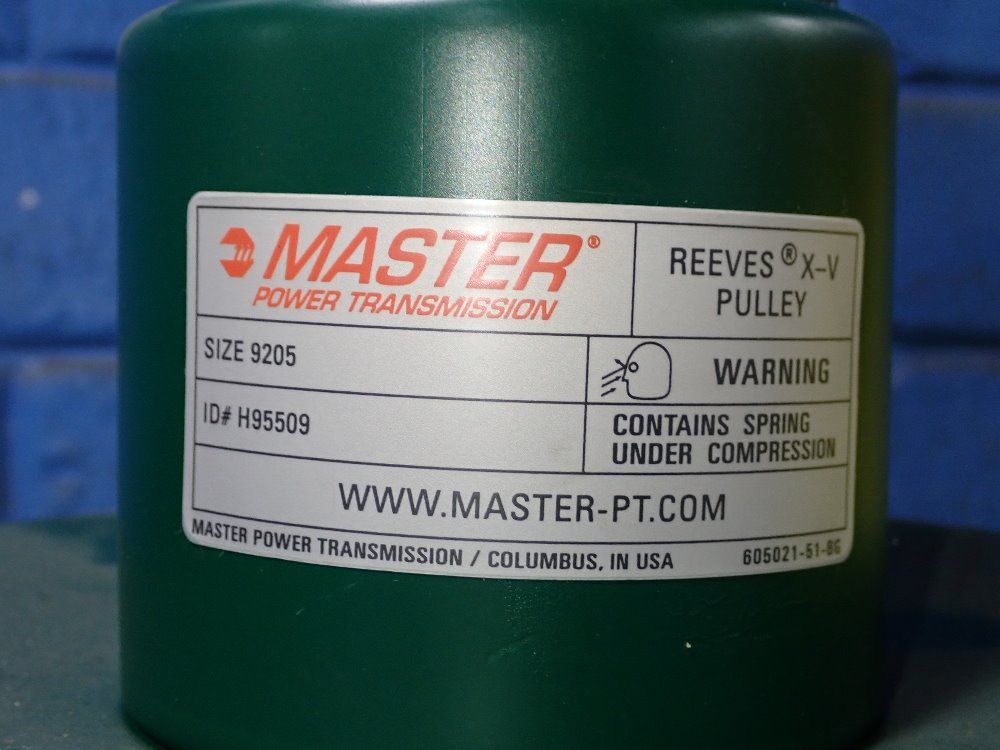 MASTER®
POWER TRANSMISSION
REEVES® X-V
PULLEY
SIZE 9205
WARNING
ID# H95509
CONTAINS SPRING
UNDER COMPRESSION
WWW.MASTER-PT.COM
MASTER POWER TRANSMISSION / COLUMBUS, IN USA
605021-51-BG